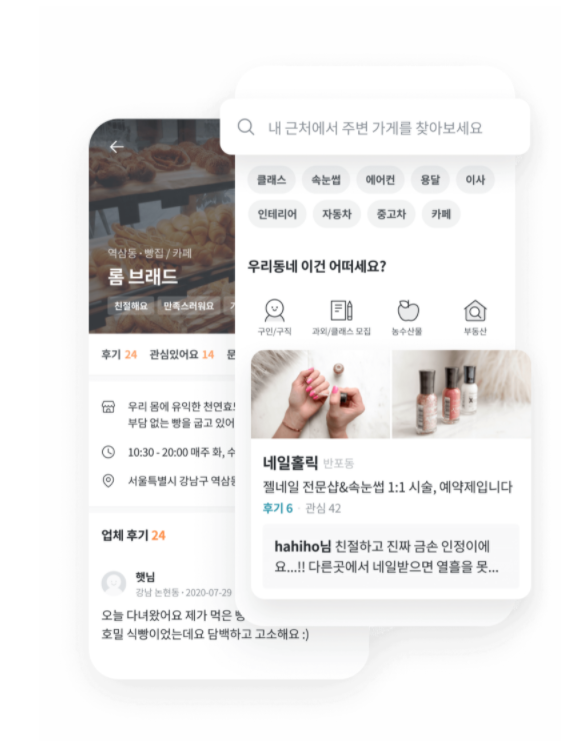 내 근처에서 주변 가게를 찾아보세요
클래스 속눈썹 에어컨 용달 이사
인테리어 자동차 중고차 카페
우리동네 이건 어떠세요?
구인/구직 과외/클래스 모집 농수산물 부동산
네일홀릭 반포동
젤네일 전문샵&속눈썹 1:1 시술, 예약제입니다
후기 6 · 관심 42
hahiho님 친절하고 진짜 금손 인정이에
요...!! 다른곳에서 네일받으면 열흘을 못...
역삼동 · 빵집 / 카페
롬 브래드
친절해요 만족스러워요
후기 24 관심있어요 14 문
우리 몸에 유익한 천연효
부담 없는 빵을 굽고 있어
10:30 - 20:00 매주 화, 수
서울특별시 강남구 역삼동
업체 후기 24
햇님
강남 논현동 · 2020-07-29
오늘 다녀왔어요 제가 먹은 빵
호밀 식빵이었는데요 담백하고 고소해요 :)